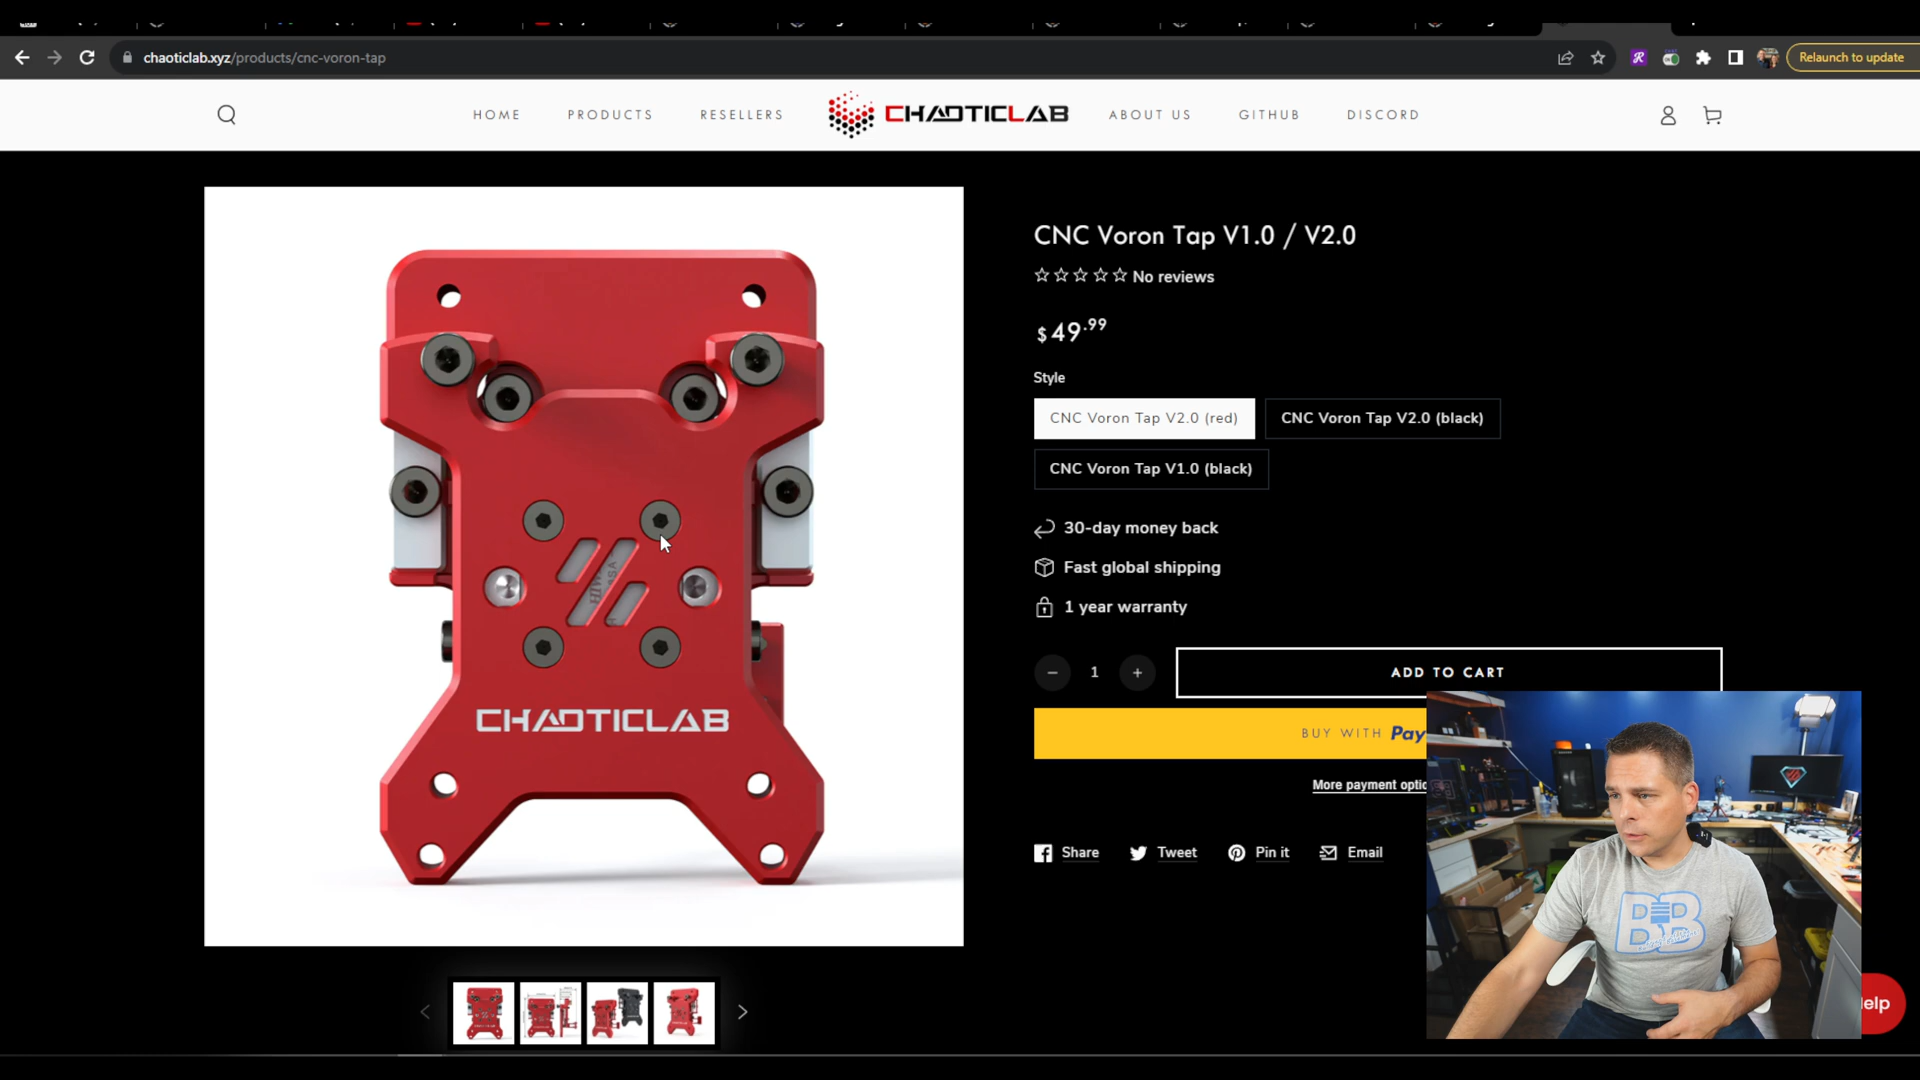 chaoticlab.xyz/products/cnc-voron-tap
Relaunch to update
HOME
PRODUCTS
RESELLERS
CHAOTICLAB
ABOUT US
GITHUB
DISCORD
CNC Voron Tap V1.0 / V2.0
No reviews
$49.99
Style
CNC Voron Tap V2.0 (red)
CNC Voron Tap V2.0 (black)
CNC Voron Tap V1.0 (black)
30-day money back
Fast global shipping
1 year warranty
1
ADD TO CART
BUY WITH Pay
More payment optio
CHAOTICLAB
Share
Tweet
Pin it
Email
elp